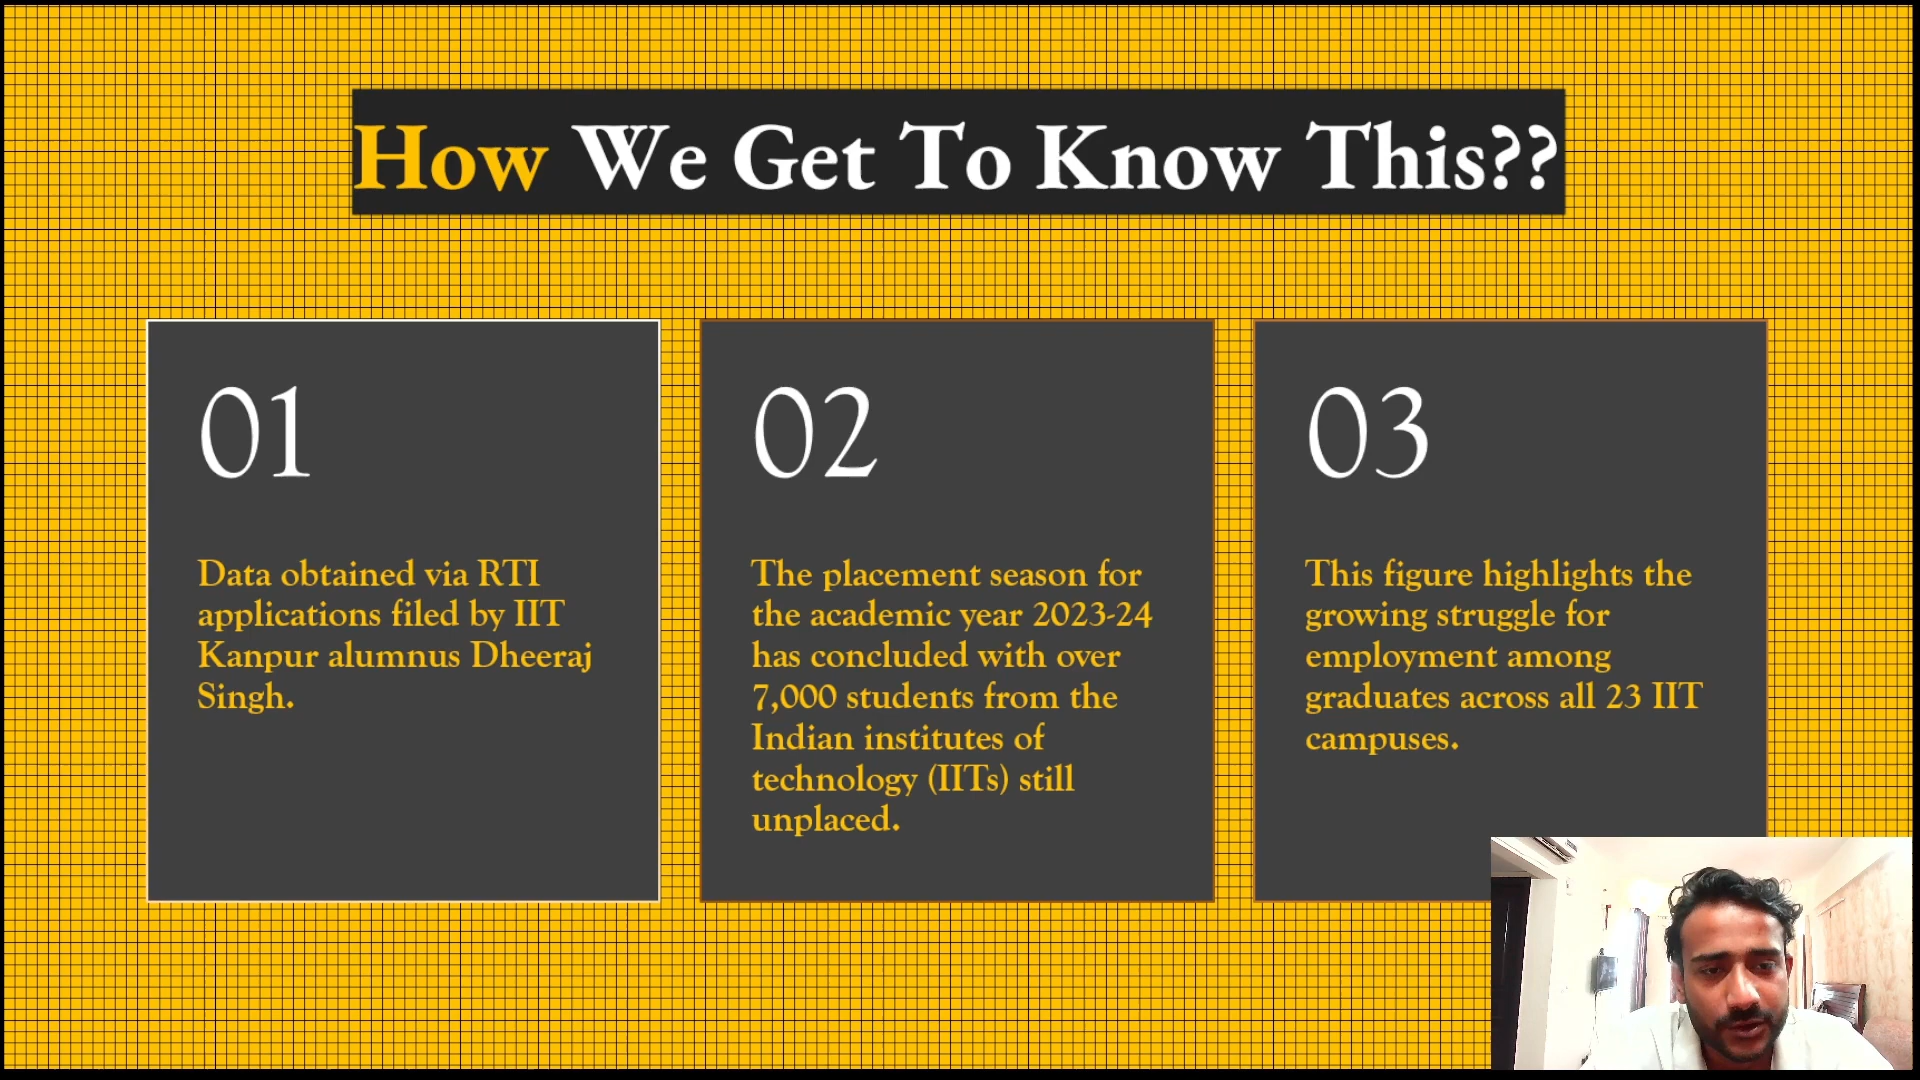 How We Get To Know This??
01
Data obtained via RTI
applications filed by IIT
Kanpur alumnus Dheeraj
Singh.
02
The placement season for
the academic year 2023-24
has concluded with over
7,000 students from the
Indian institutes of
technology (IITs) still
unplaced.
03
This figure highlights the
growing struggle for
employment among
graduates across all 23 IIT
campuses.